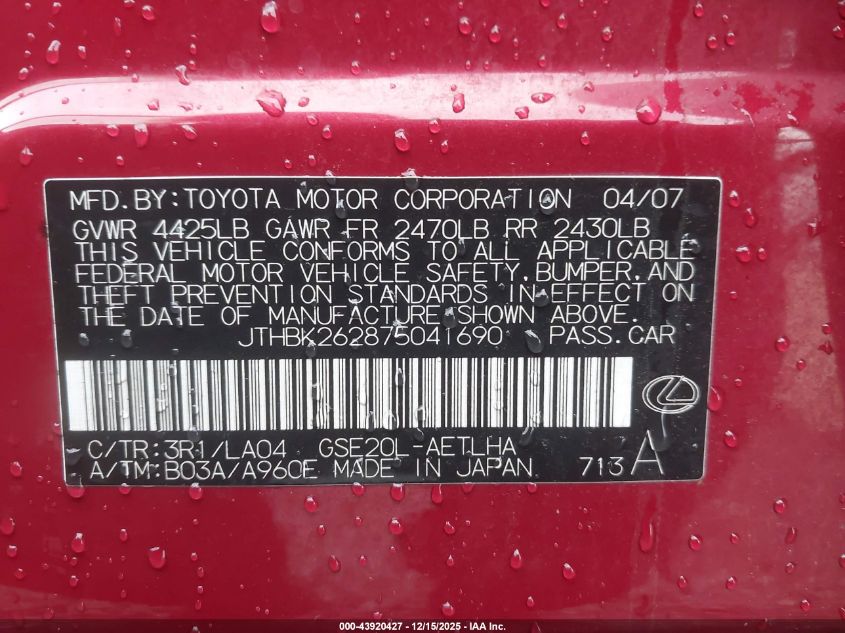 MFD.BY:TOYOTA MOTOR CORPORATION 04/07
GVWR 4425LB GAWR FR 2470LB RR 2430LB
THIS VEHICLE CONFORMS TO ALL APPLICABLE
FEDERAL MOTOR VEHICLE SAFETY,BUMPER,AND
THEFT PREVENTION STANDARDS IN EFFECT ON
THE DATE OF MANUFACTURE SHOWN ABOVE.
JTHBK262875041690 PASS.CAR
C/TR:3R1/LA04 GSE20L-AETLHA
A/TM:B03A/A960E MADE IN JAPAN 713A
000-43920427 - 12/15/2025 - IAA Inc.